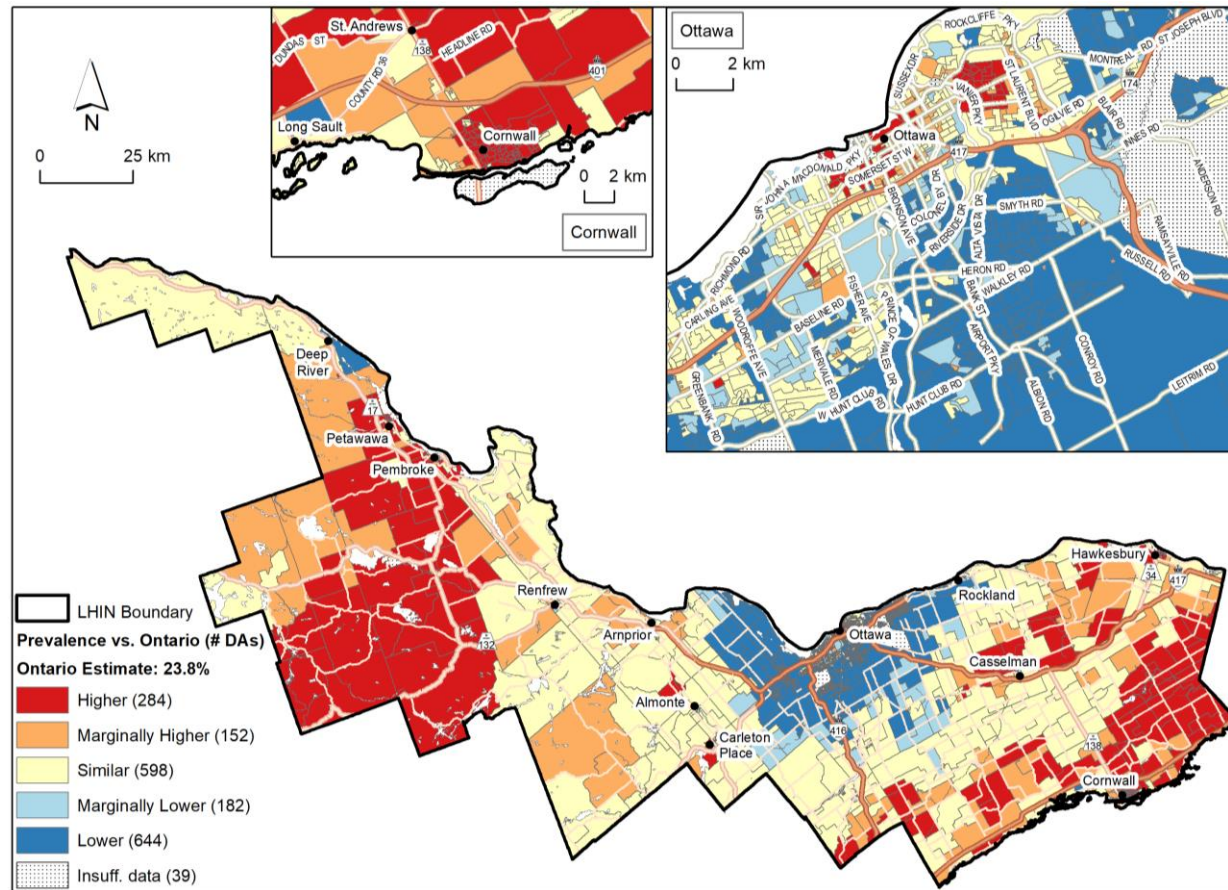 N
0 25 km
DUNDAS ST
St. Andrews
138
HEADLINE RD
COUNTY RD 36
401
Long Sault
Cornwall
0 2 km
Cornwall
Ottawa
0 2 km
ROCKCLIFFE PKY
SUSSEX DR
ST LAURENT BLVD
MONTREAL RD
ST JOSEPH BLVD
174
VANIER PKY
OGILVIE RD
BLAIR RD
INNES RD
ANDERSON RD
Ottawa
417
SIR JOHN A MACDONALD PKY
SOMERSET ST W
BRONSON AVE
COLONEL BY DR
RIVERSIDE DR
ALTA VISTA DR
SMYTH RD
RAMSAYVILLE RD
RUSSELL RD
HERON RD
WALKLEY RD
RICHMOND RD
CARLING AVE
WOODROFFE AVE
BASELINE RD
FISHER AVE
PRINCE OF WALES DR
MERIVALE RD
BANK ST
AIRPORT PKY
CONROY RD
LEITRIM RD
GREENBANK RD
W HUNT CLUB RD
HUNT CLUB RD
ALBION RD
Deep
River
17
Petawawa
Pembroke
Renfrew
132
Arnprior
Almonte
Carleton
Place
Ottawa
416
Rockland
Casselman
Hawkesbury
34
417
138
Cornwall
LHIN Boundary
Prevalence vs. Ontario (# DAs)
Ontario Estimate: 23.8%
Higher (284)
Marginally Higher (152)
Similar (598)
Marginally Lower (182)
Lower (644)
Insuff. data (39)